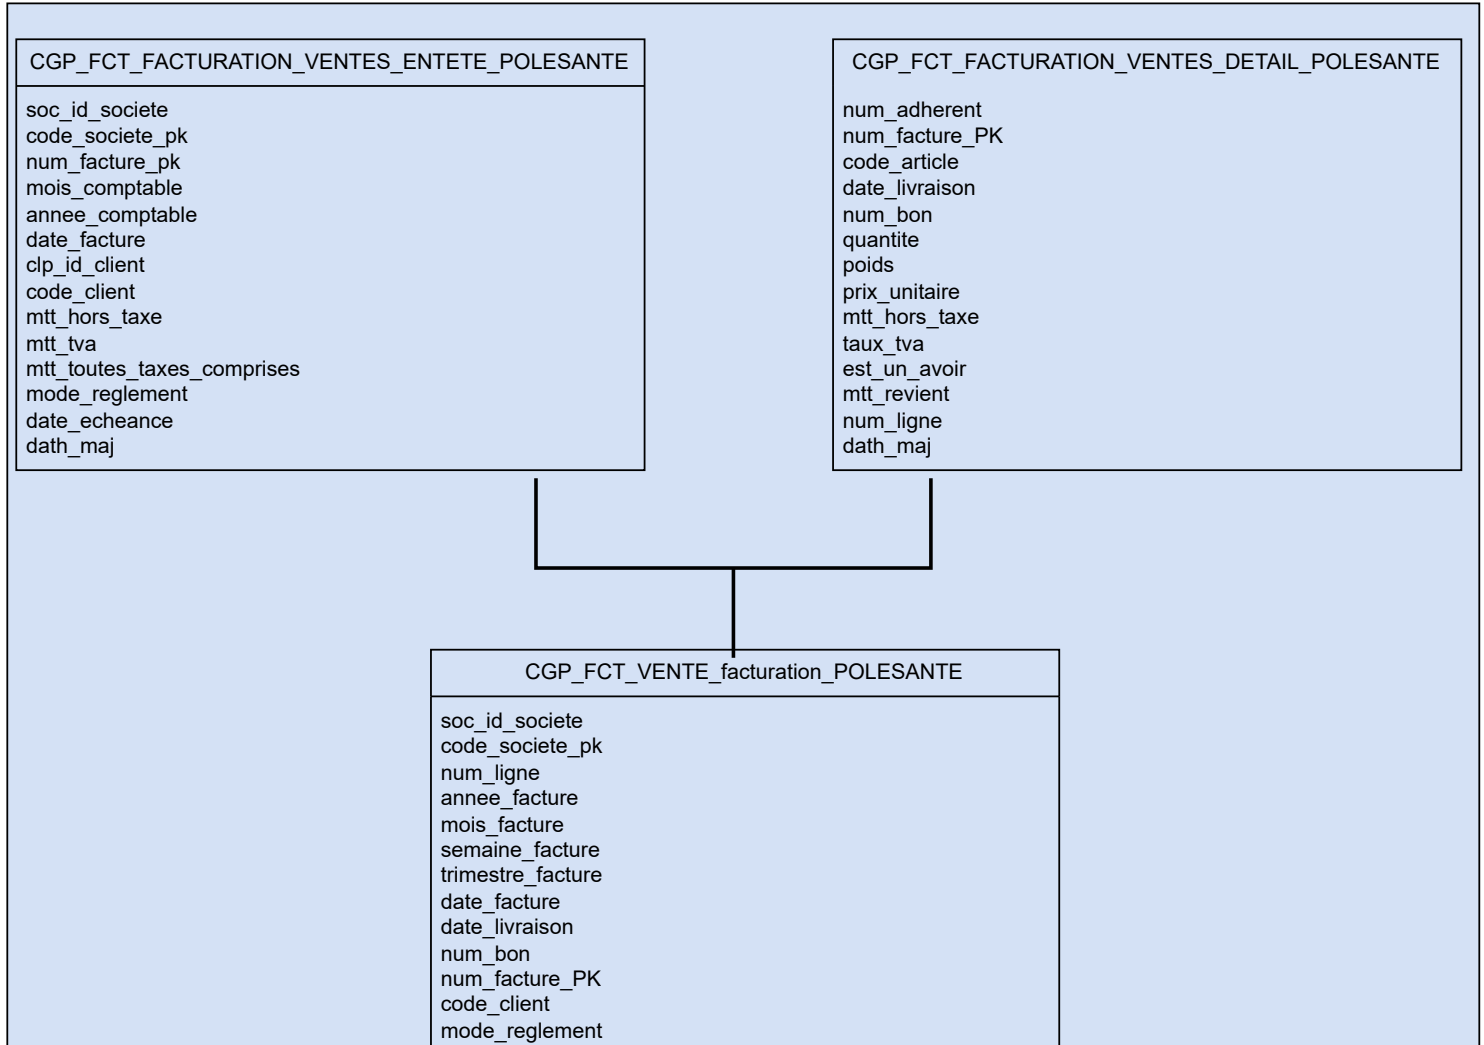 CGP_FCT_FACTURATION_VENTES_ENTETE_POLESANTE
soc_id_societe
code_societe_pk
num_facture_pk
mois_comptable
annee_comptable
date_facture
clp_id_client
code_client
mtt_hors_taxe
mtt_tva
mtt_toutes_taxes_comprises
mode_reglement
date_echeance
dath_maj
CGP_FCT_FACTURATION_VENTES_DETAIL_POLESANTE
num_adherent
num_facture_PK
code_article
date_livraison
num_bon
quantite
poids
prix_unitaire
mtt_hors_taxe
taux_tva
est_un_avoir
mtt_revient
num_ligne
dath_maj
CGP_FCT_VENTE_facturation_POLESANTE
soc_id_societe
code_societe_pk
num_ligne
annee_facture
mois_facture
semaine_facture
trimestre_facture
date_facture
date_livraison
num_bon
num_facture_PK
code_client
mode_reglement